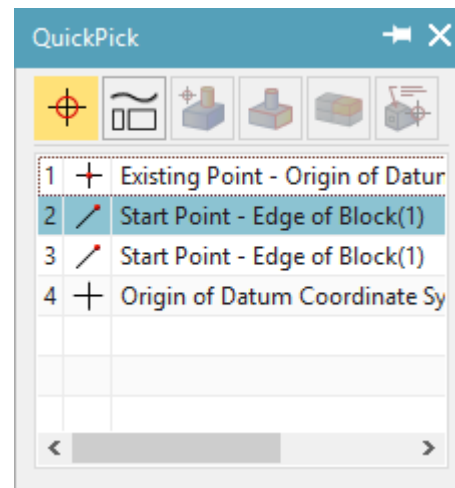 QuickPick
1 Existing Point - Origin of Datur
2 Start Point - Edge of Block(1)
3 Start Point - Edge of Block(1)
4 Origin of Datum Coordinate Sy